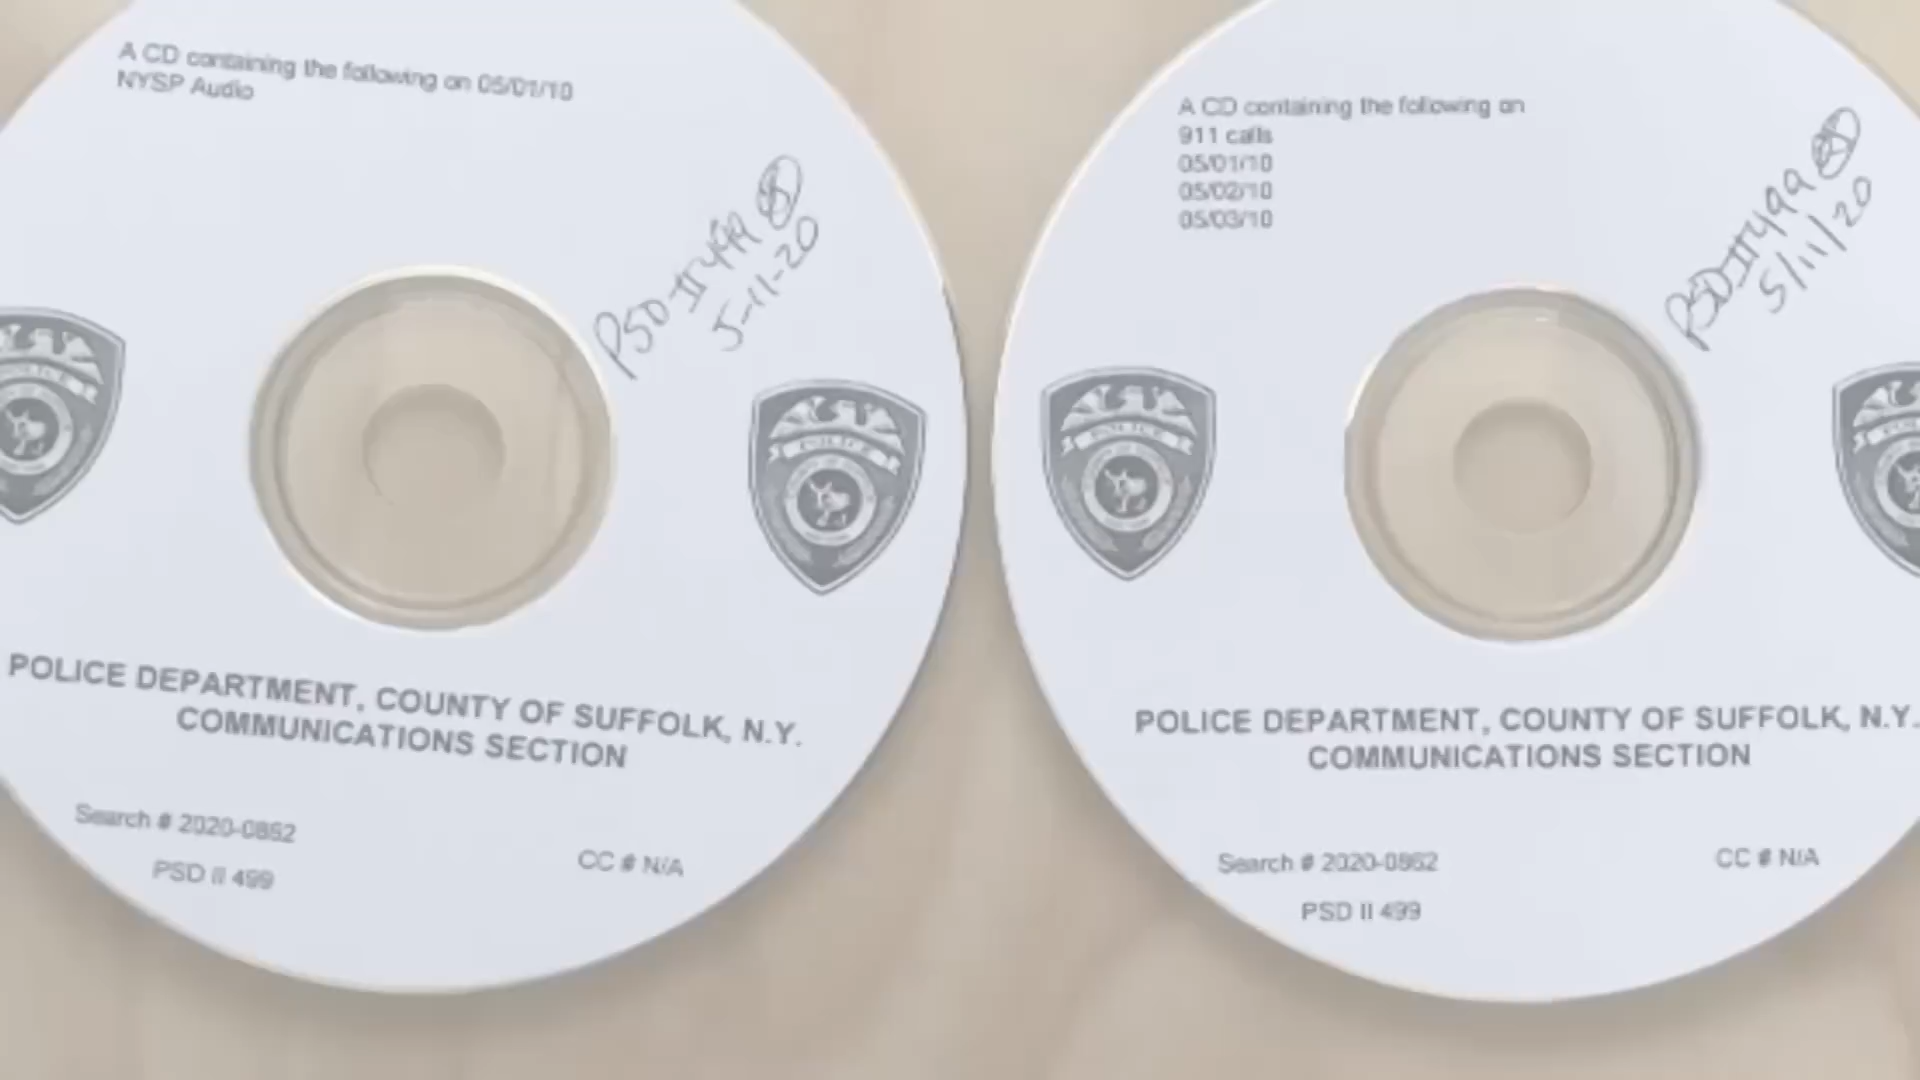 A CD containing the following on 05/01/10
NYSP Audio
PSD II 499
5-11-20
POLICE
POLICE DEPARTMENT, COUNTY OF SUFFOLK, N.Y.
COMMUNICATIONS SECTION
Search # 2020-0862
PSD II 499
CC # N/A
A CD containing the following on
911 calls
05/01/10
05/02/10
05/03/10
PSD II 499
5/11/20
POLICE
POLICE DEPARTMENT, COUNTY OF SUFFOLK, N.Y.
COMMUNICATIONS SECTION
Search # 2020-0862
CC # N/A
PSD II 499